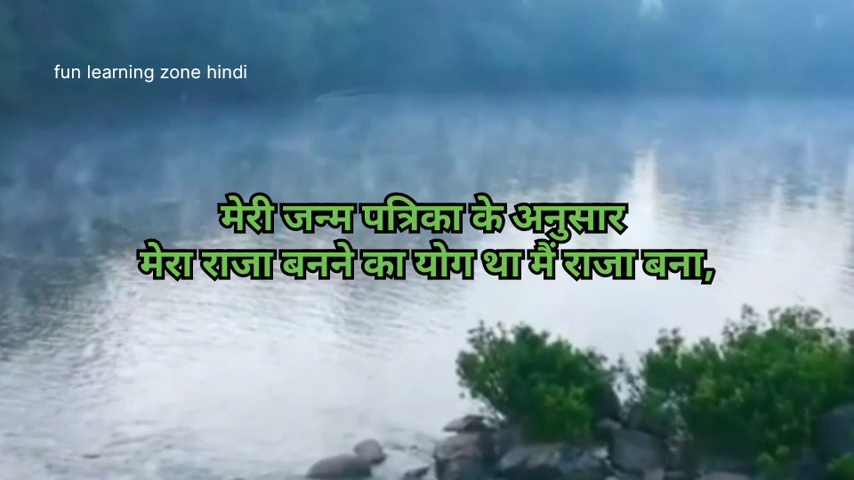 fun learning zone hindi
मेरी जन्म पत्रिका के अनुसार
मेरा राजा बनने का योग था मैं राजा बना,